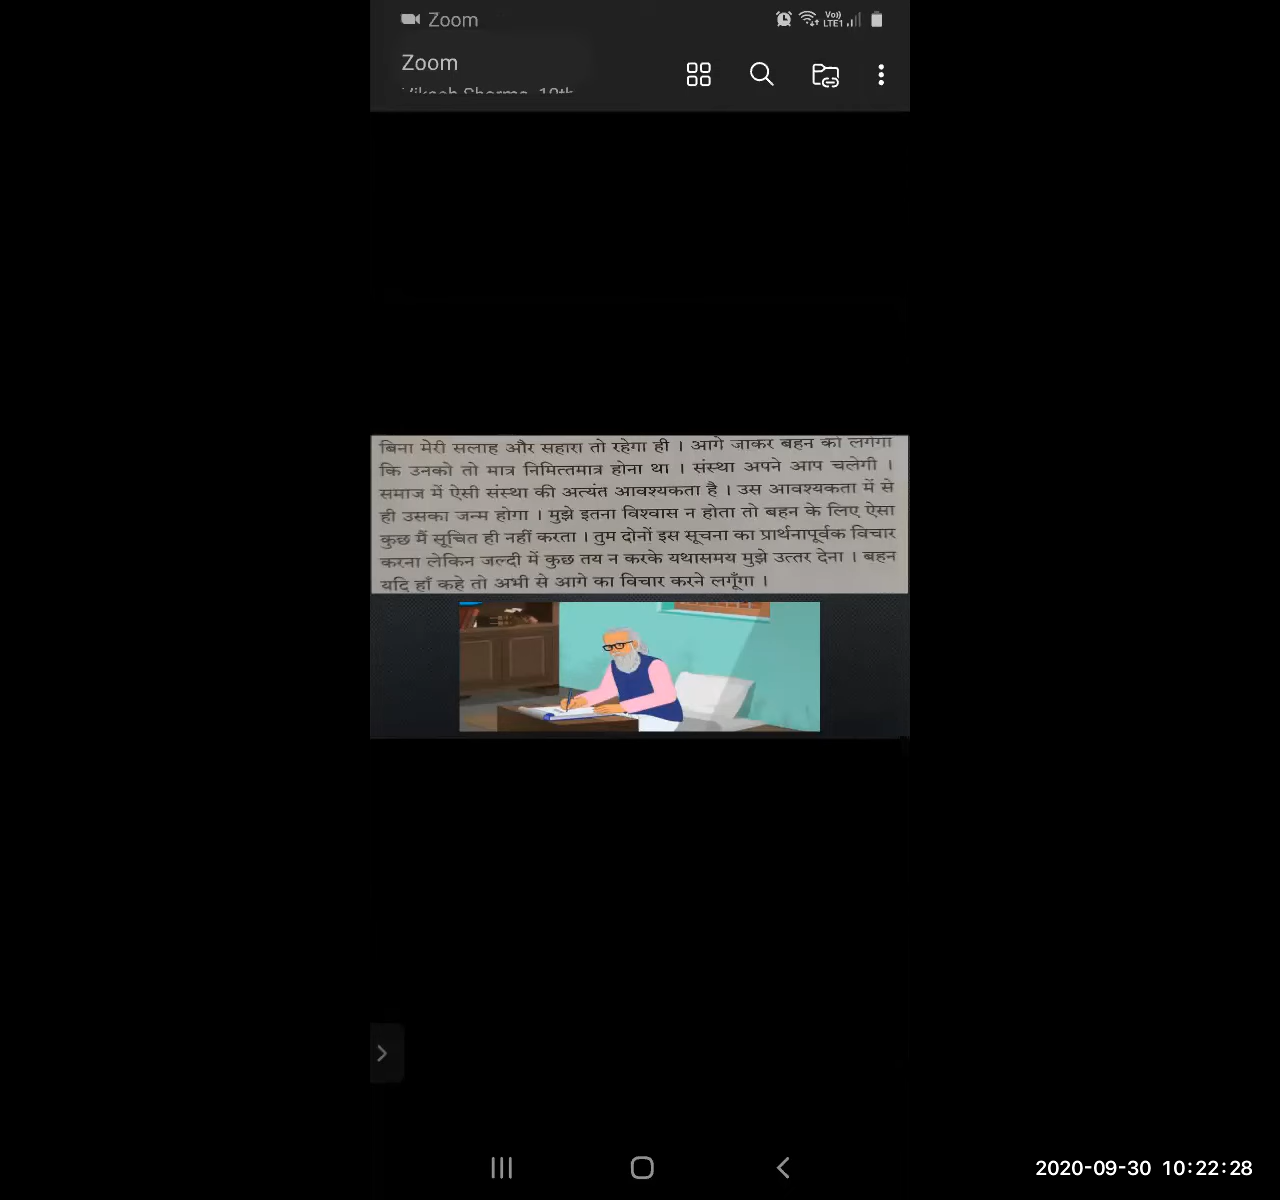 Zoom
Zoom
बिना मेरी सलाह और सहारा तो रहेगा ही । आगे जाकर बहन को लगेगा
कि उनको तो मात्र निमित्तमात्र होना था । संस्था अपने आप चलेगी ।
समाज में ऐसी संस्था की अत्यंत आवश्यकता है । उस आवश्यकता में से
ही उसका जन्म होगा । मुझे इतना विश्वास न होता तो बहन के लिए ऐसा
कुछ मैं सूचित ही नहीं करता । तुम दोनों इस सूचना का प्रार्थनापूर्वक विचार
करना लेकिन जल्दी में कुछ तय न करके यथासमय मुझे उत्तर देना । बहन
यदि हाँ कहे तो अभी से आगे का विचार करने लगूँगा ।
2020-09-30 10:22:28